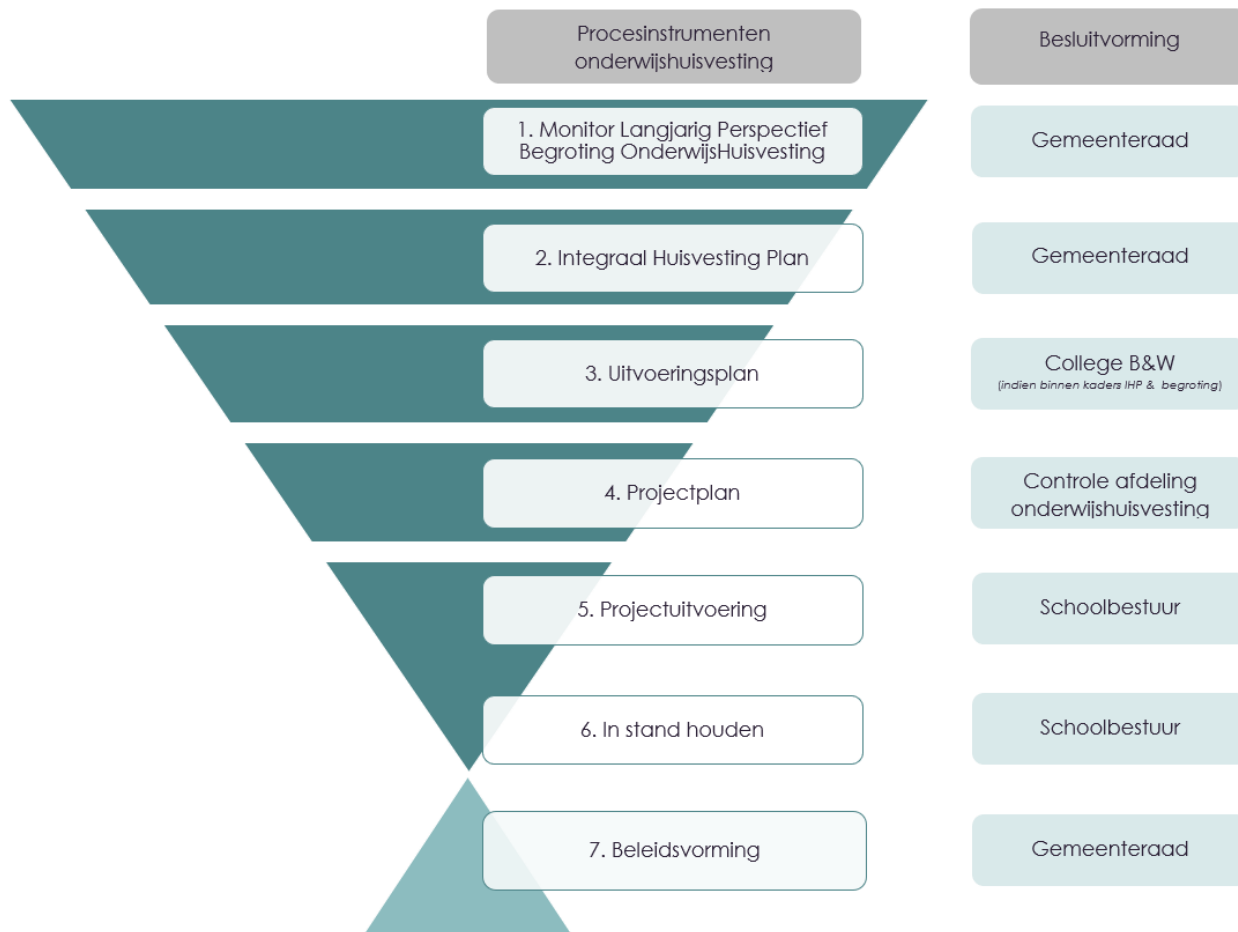 Procesinstrumenten
onderwijshuisvesting
Besluitvorming
1. Monitor Langjarig Perspectief
Begroting OnderwijsHuisvesting
Gemeenteraad
2. Integraal Huisvesting Plan
Gemeenteraad
3. Uitvoeringsplan
College B&W
(indien binnen kaders IHP & begroting)
4. Projectplan
Controle afdeling
onderwijshuisvesting
5. Projectuitvoering
Schoolbestuur
6. In stand houden
Schoolbestuur
7. Beleidsvorming
Gemeenteraad